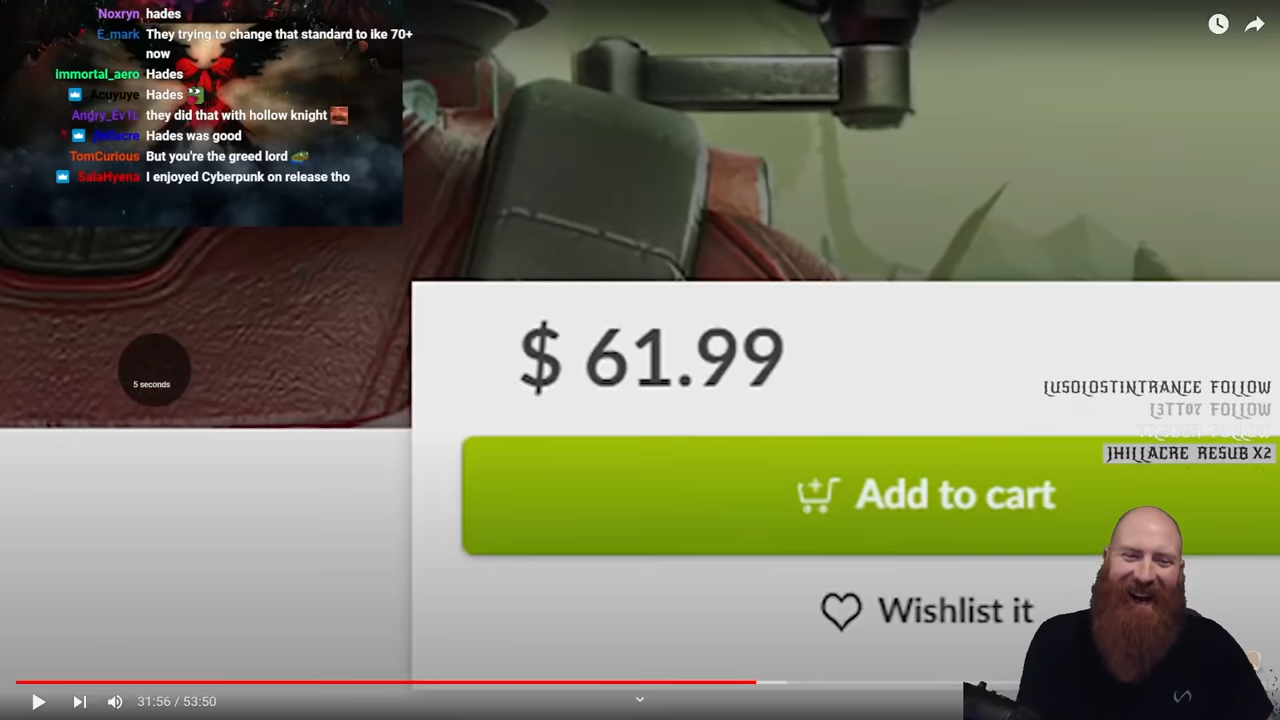 Noxryn hades
E_mark They trying to change that standard to ike 70+
now
immortal_aero Hades
Acuyuye Hades
Angry_Ev1L they did that with hollow knight
Hades was good
TomCurious But you're the greed lord
SalaHyena I enjoyed Cyberpunk on release tho
5 seconds
$ 61.99
LUSOLOSTINTRANCE FOLLOW
L3TT07 FOLLOW
FOLLOW
JHILLACRE RESUB X2
Add to cart
Wishlist it
31:56 / 53:50